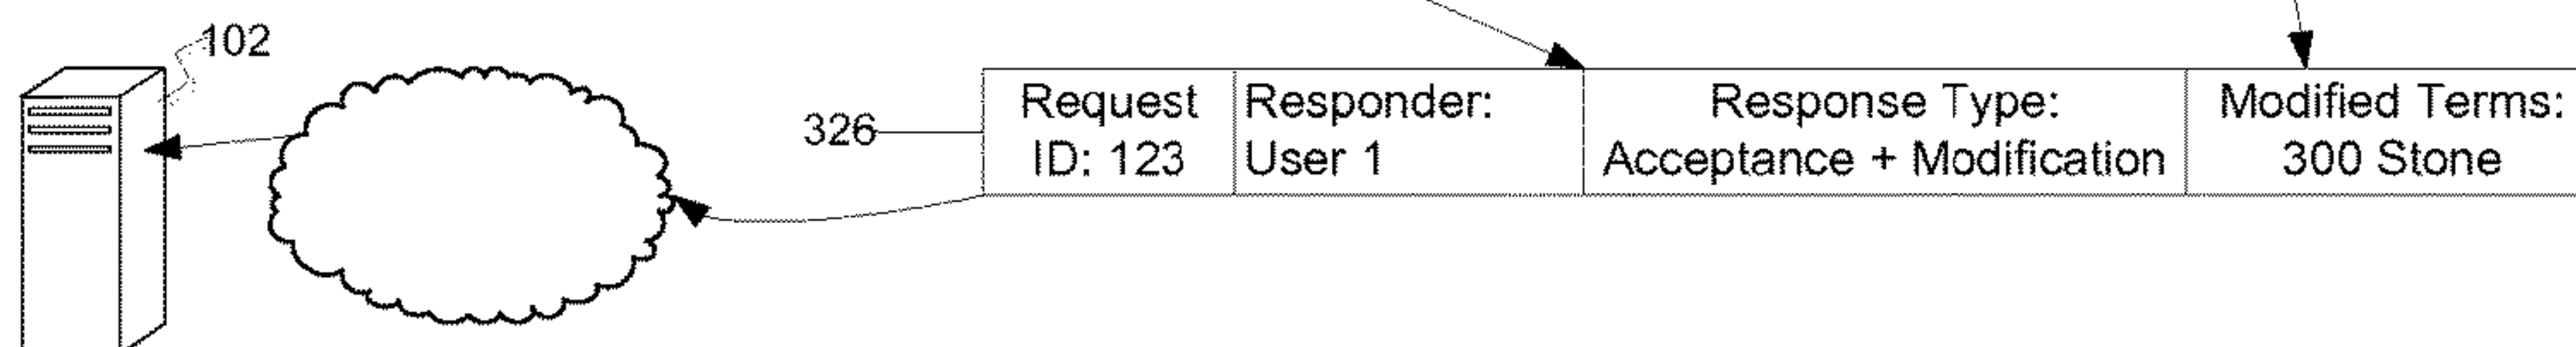 102
326
Request
ID: 123
Responder:
User 1
Response Type:
Acceptance + Modification
Modified Terms:
300 Stone